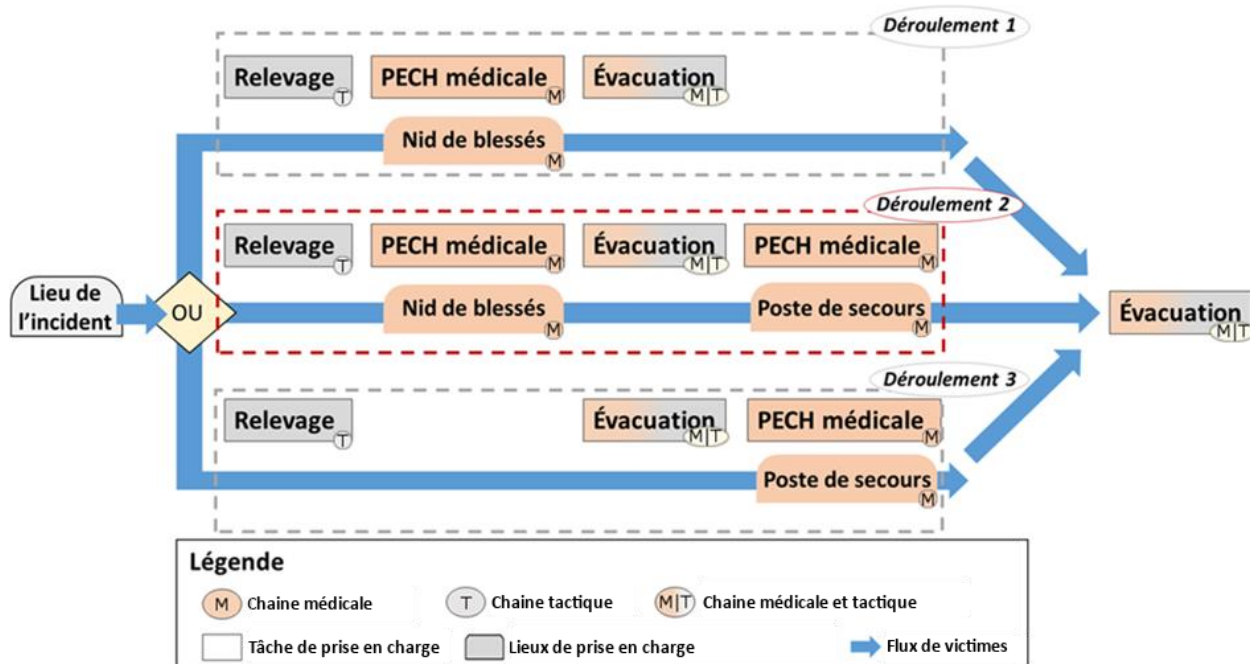 Déroulement 1
Relevage
T
PECH médicale
M
Évacuation
M|T
Nid de blessés
M
Déroulement 2
Relevage
T
PECH médicale
M
Évacuation
M|T
PECH médicale
M
Lieu de
l'incident
OU
Nid de blessés
M
Poste de secours
M
Évacuation
M|T
Déroulement 3
Relevage
T
Évacuation
M|T
PECH médicale
M
Poste de secours
M
Légende
M Chaine médicale
T Chaine tactique
M|T Chaine médicale et tactique
Tâche de prise en charge
Lieux de prise en charge
Flux de victimes